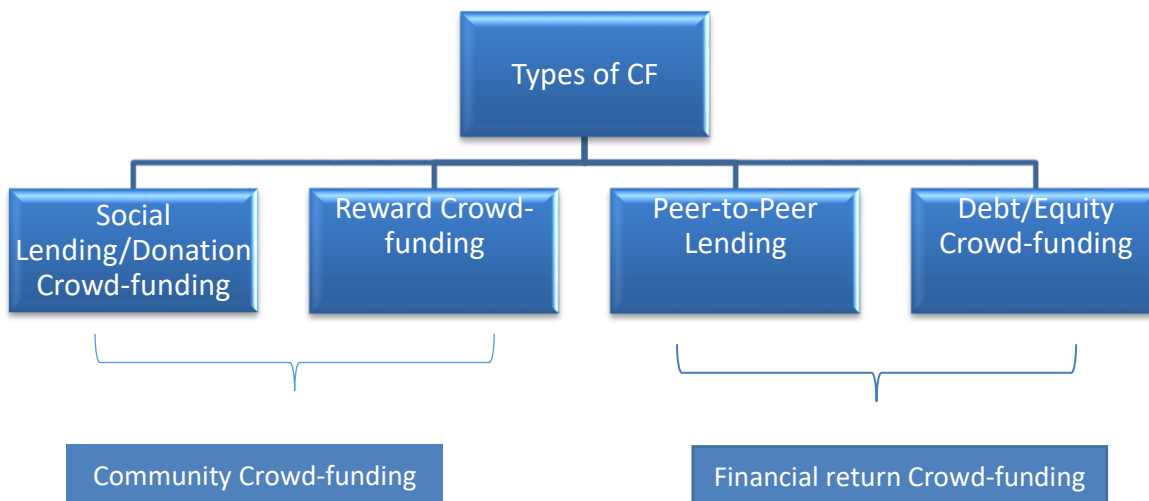 Types of CF
Social
Lending/Donation
Crowd-funding
Reward Crowd-
funding
Peer-to-Peer
Lending
Debt/Equity
Crowd-funding
Community Crowd-funding
Financial return Crowd-funding